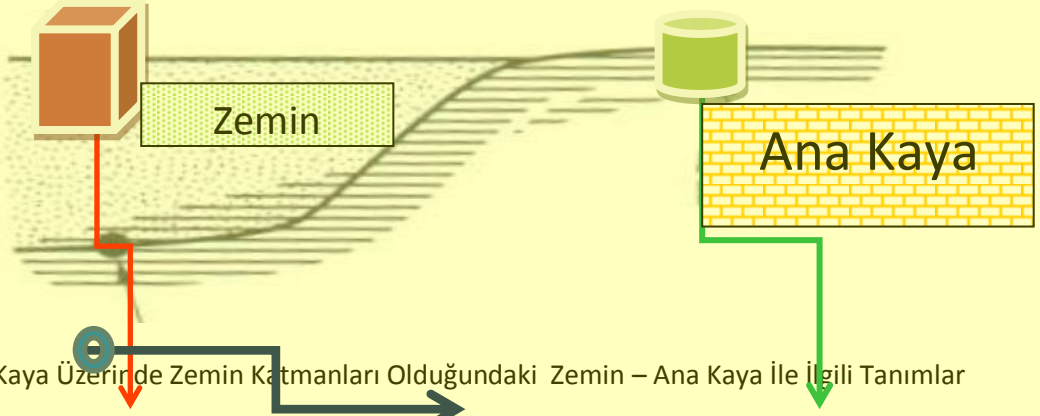 Zemin
Ana Kaya
Kaya Üzerinde Zemin Katmanları Olduğundaki Zemin – Ana Kaya İle İlgili Tanımlar